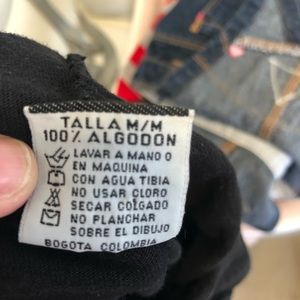 TALLA M/M
100% ALGODON
LAVAR A MANO O
EN MAQUINA
CON AGUA TIBIA
NO USAR CLORO
SECAR COLGADO
NO PLANCHAR
SOBRE EL DIBUJO
BOGOTA COLOMBIA